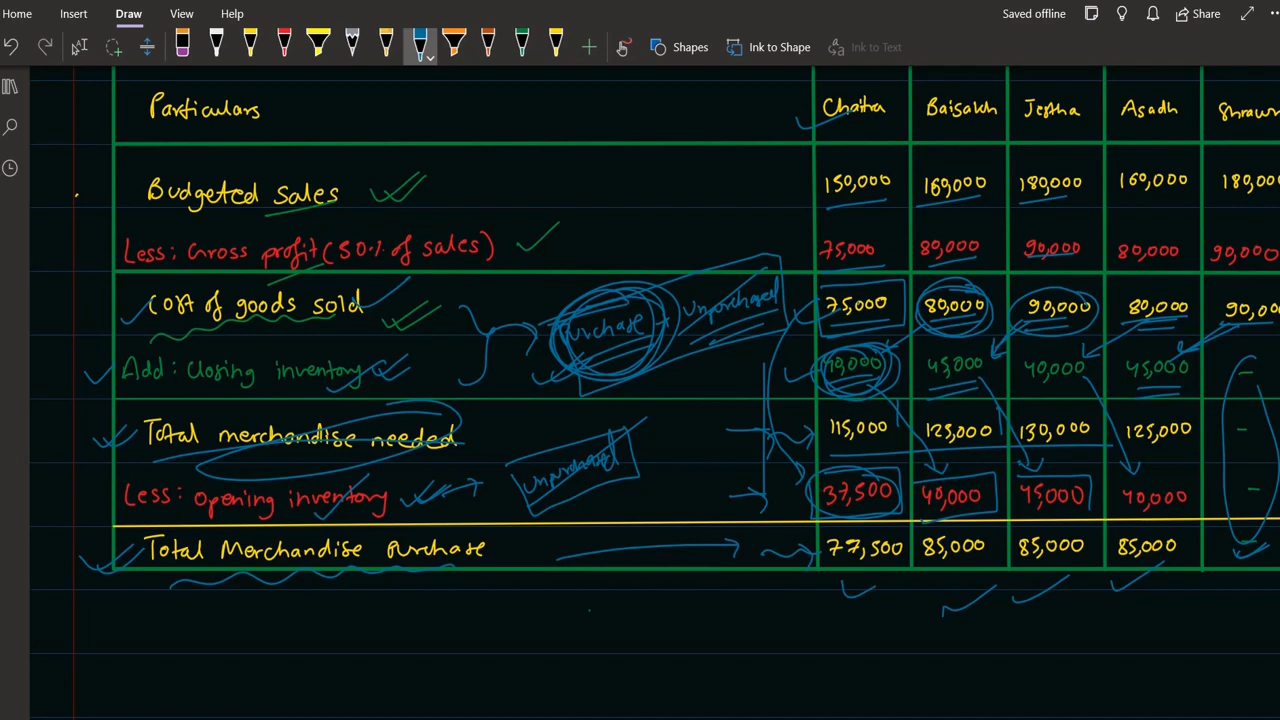 Home Insert Draw View Help Saved offline Share
Shapes Ink to Shape Ink to Text
Particulars Chaitra Baisakh Jestha Asadh Shrawn
Budgeted sales 150,000 160,000 180,000 160,000 180,000
Less: Gross profit (50% of sales) 75,000 80,000 90,000 80,000 90,000
Cost of goods sold 75,000 80,000 90,000 80,000 90,00
Purchase + unpurchased
Add: Closing inventory 40,000 45,000 40,000 45,000 =
Total merchandise needed 115,000 125,000 130,000 125,000 -
unpurchased
Less: opening inventory 37,500 40,000 45,000 40,000 -
Total Merchandise Purchase 77,500 85,000 85,000 85,000